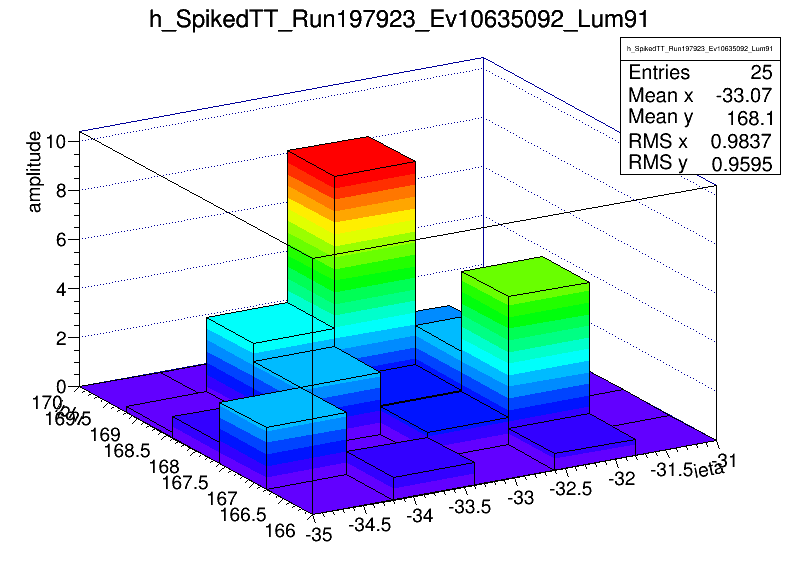 h_SpikedTT_Run197923_Ev10635092_Lum91
h_SpikedTT_Run197923_Ev10635092_Lum91
Entries 25
Mean x -33.07
Mean y 168.1
RMS x 0.9837
RMS y 0.9595
amplitude
10
8
6
4
2
0
170
169.5
169
168.5
168
167.5
167
166.5
166
-35
-34.5
-34
-33.5
-33
-32.5
-32
-31.5
-31
ieta